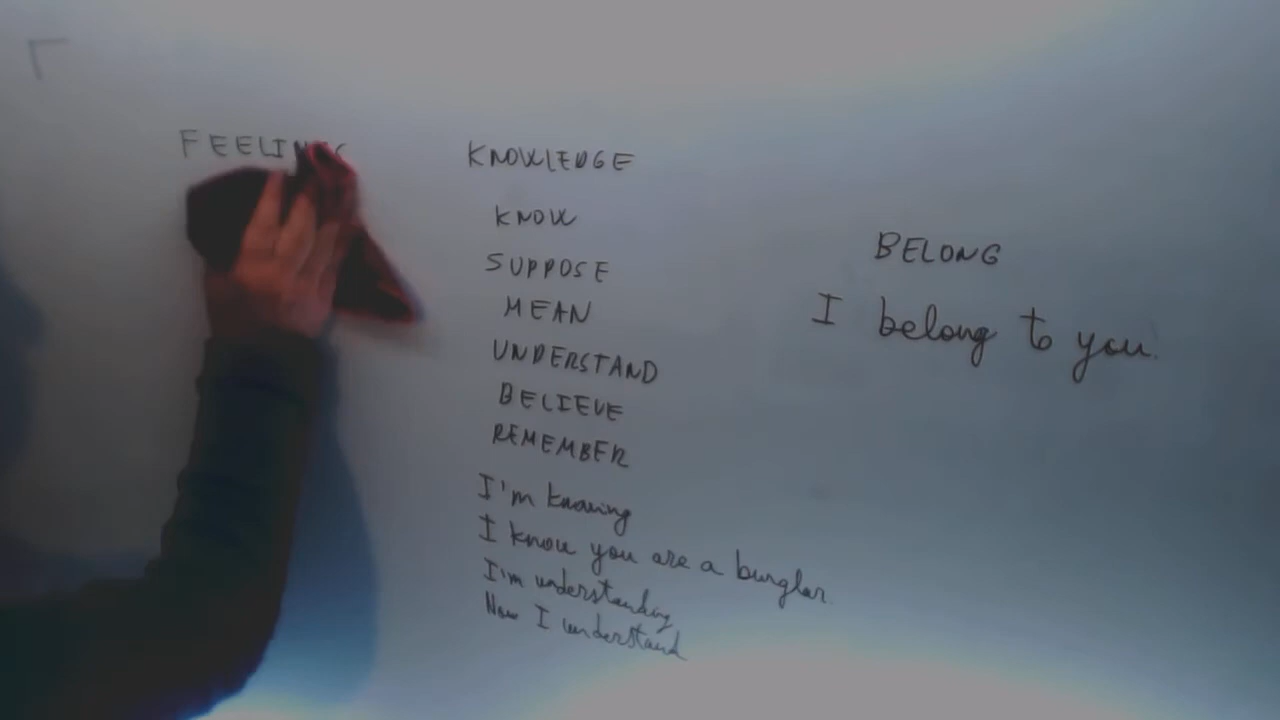 FEELINGS
KNOWLEDGE
KNOW
SUPPOSE
MEAN
UNDERSTAND
BELIEVE
REMEMBER
I'm knowing
I know you are a burglar
I'm understanding
Now I understand
BELONG
I belong to you.